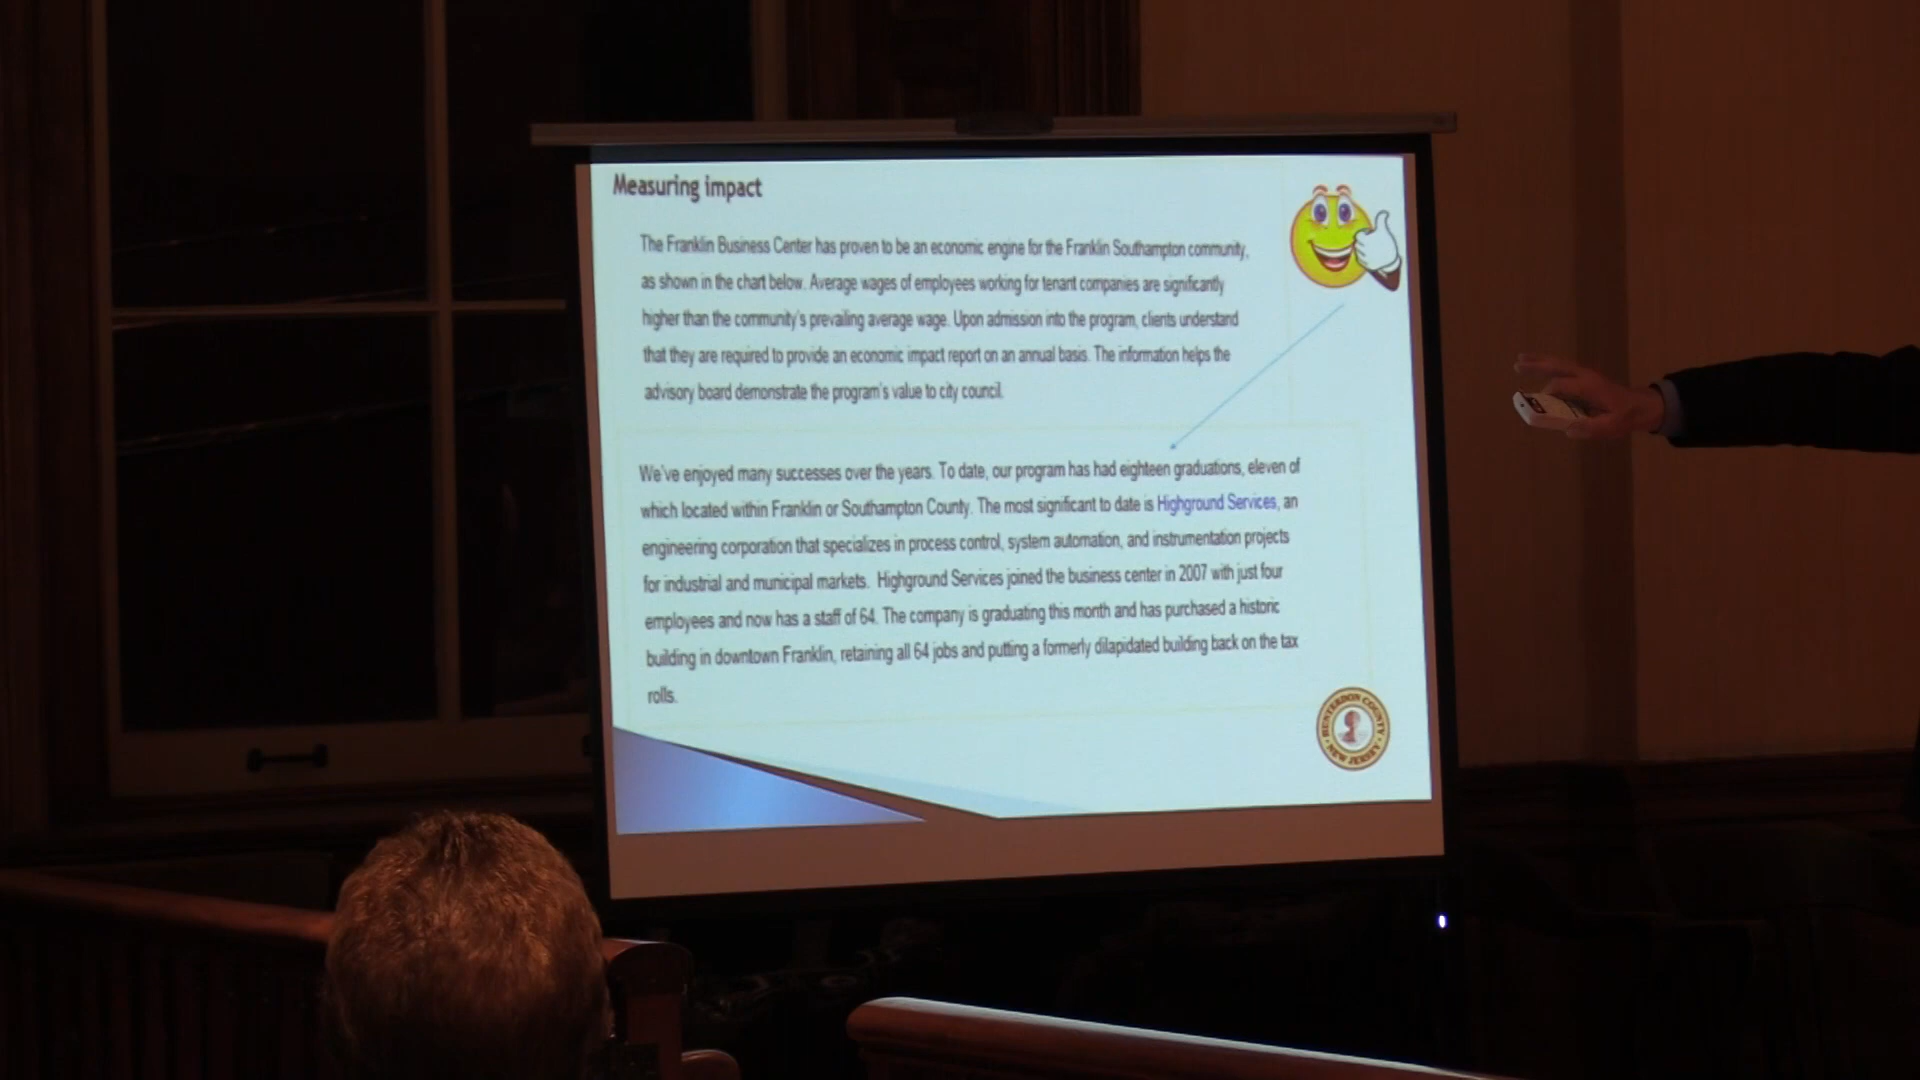 Measuring impact
The Franklin Business Center has proven to be an economic engine for the Franklin Southampton community,
as shown in the chart below. Average wages of employees working for tenant companies are significantly
higher than the community's prevailing average wage. Upon admission into the program, clients understand
that they are required to provide an economic impact report on an annual basis. The information helps the
advisory board demonstrate the program's value to city council.
We've enjoyed many successes over the years. To date, our program has had eighteen graduations, eleven of
which located within Franklin or Southampton County. The most significant to date is Highground Services, an
engineering corporation that specializes in process control, system automation, and instrumentation projects
for industrial and municipal markets. Highground Services joined the business center in 2007 with just four
employees and now has a staff of 64. The company is graduating this month and has purchased a historic
building in downtown Franklin, retaining all 64 jobs and putting a formerly dilapidated building back on the tax
rolls.
HUNTERDON COUNTY
NEW JERSEY